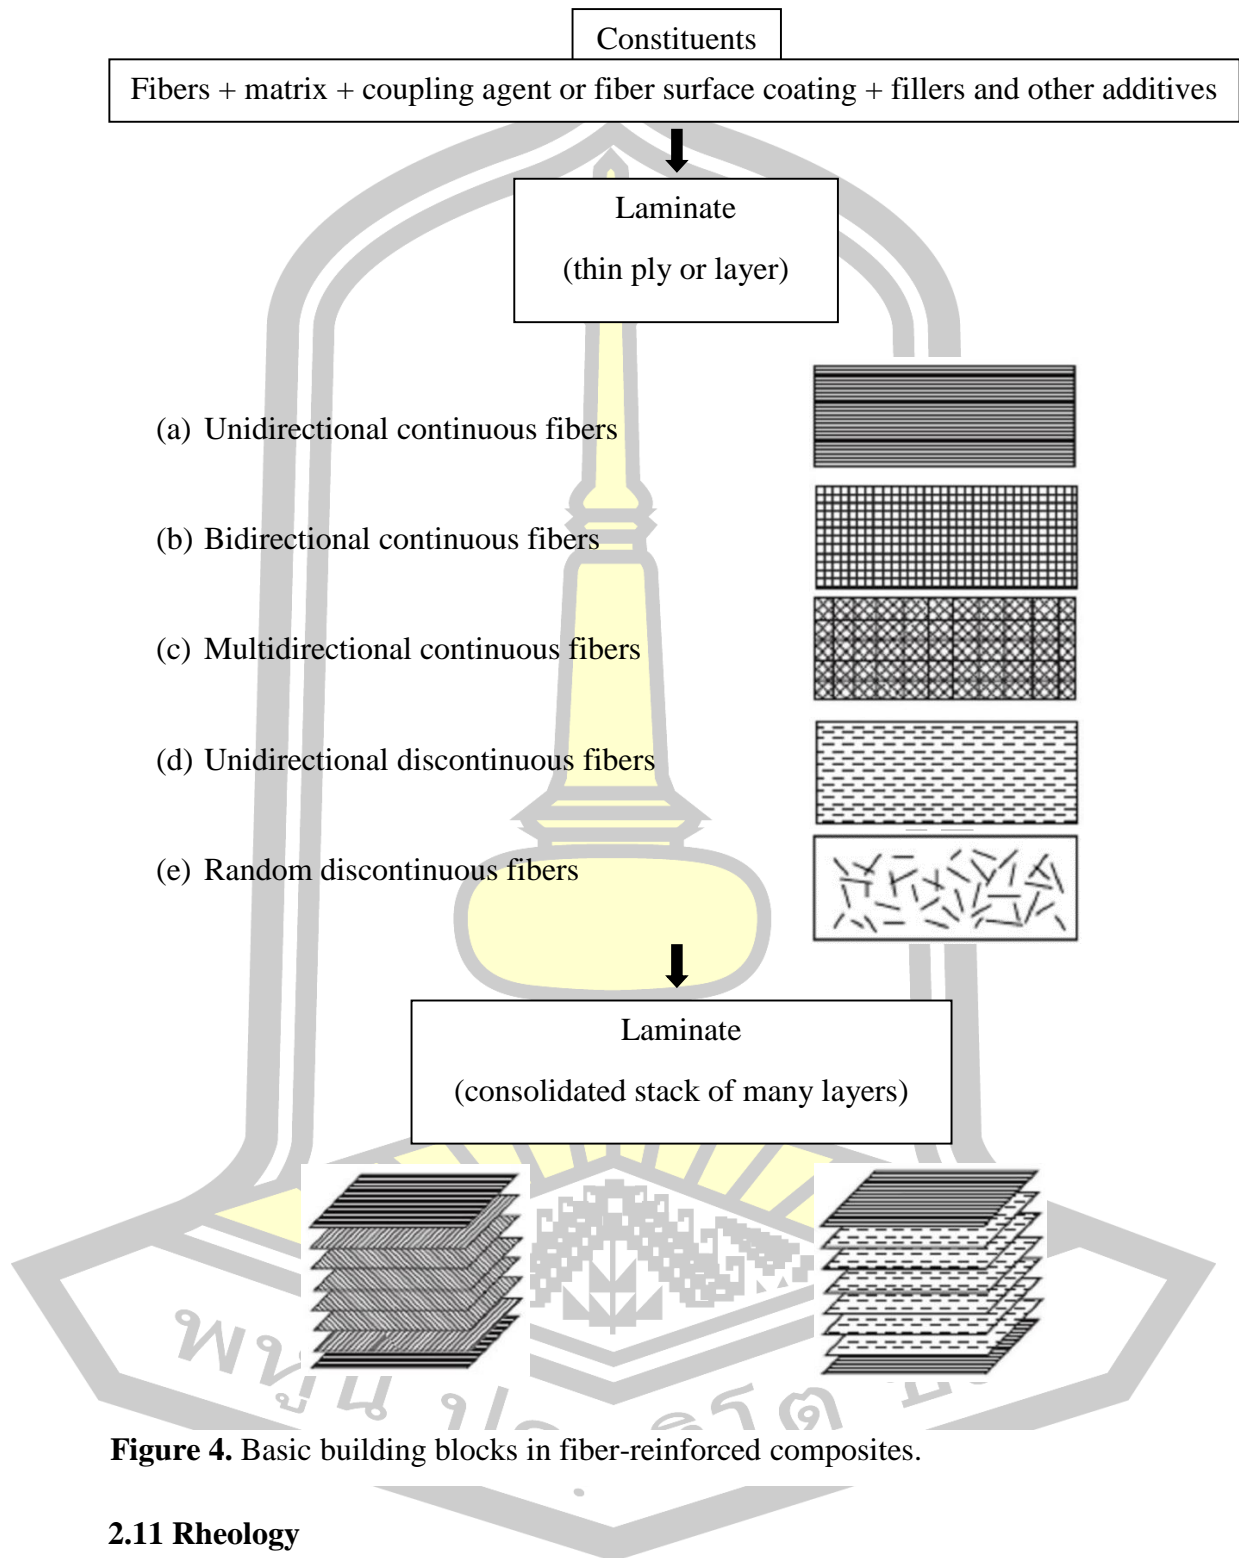 Constituents
Fibers + matrix + coupling agent or fiber surface coating + fillers and other additives
Laminate
(thin ply or layer)
(a) Unidirectional continuous fibers
(b) Bidirectional continuous fibers
(c) Multidirectional continuous fibers
(d) Unidirectional discontinuous fibers
(e) Random discontinuous fibers
Laminate
(consolidated stack of many layers)
Figure 4. Basic building blocks in fiber-reinforced composites.
2.11 Rheology